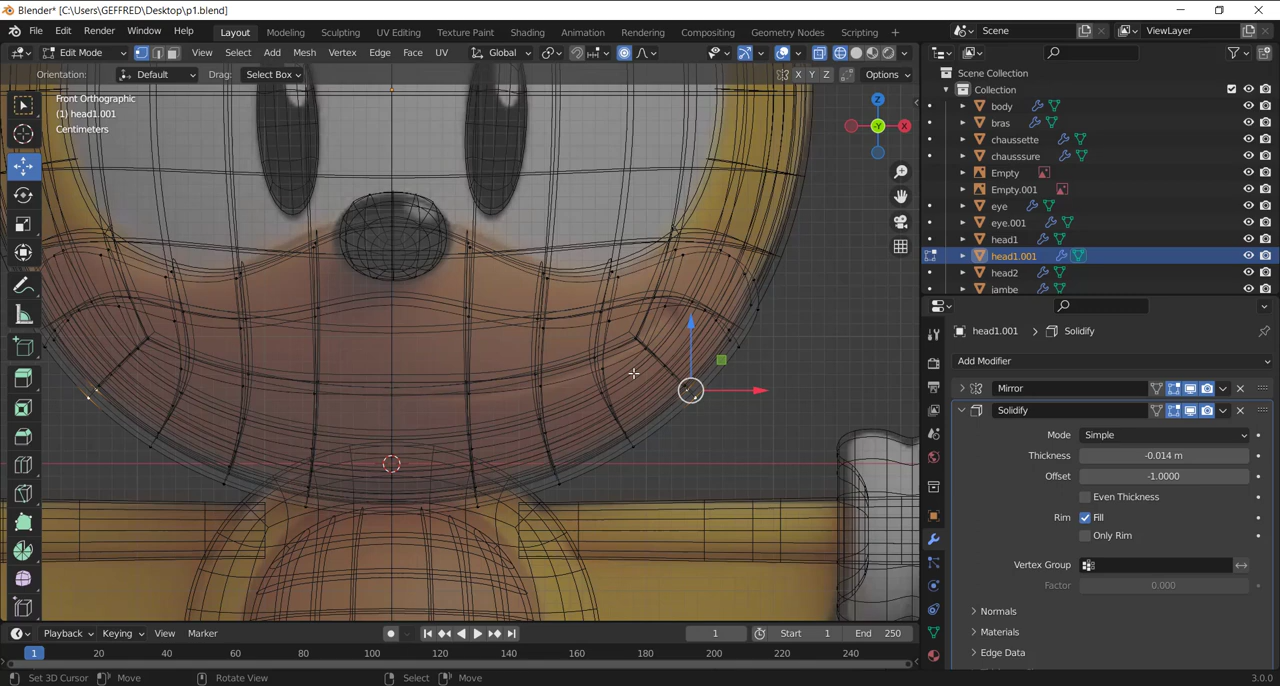 Blender* [C:\Users\GEFFRED\Desktop\p1.blend]
File Edit Render Window Help Layout Modeling Sculpting UV Editing Texture Paint Shading Animation Rendering Compositing Geometry Nodes Scripting Scene ViewLayer
Edit Mode View Select Add Mesh Vertex Edge Face UV Global
Orientation: Default Drag: Select Box X Y Z Options
Front Orthographic
(1) head1.001
Centimeters
Z
-Y X
Scene Collection
Collection
body
bras
chaussette
chausssure
Empty
Empty.001
eye
eye.001
head1
head1.001
head2
jambe
head1.001 > Solidify
Add Modifier
Mirror
Solidify
Mode Simple
Thickness -0.014 m
Offset -1.0000
Even Thickness
Rim Fill
Only Rim
Vertex Group
Factor 0.000
Normals
Materials
Edge Data
Playback Keying View Marker 1 Start 1 End 250
1 20 40 60 80 100 120 140 160 180 200 220 240
Set 3D Cursor Move Rotate View Select Move 3.0.0